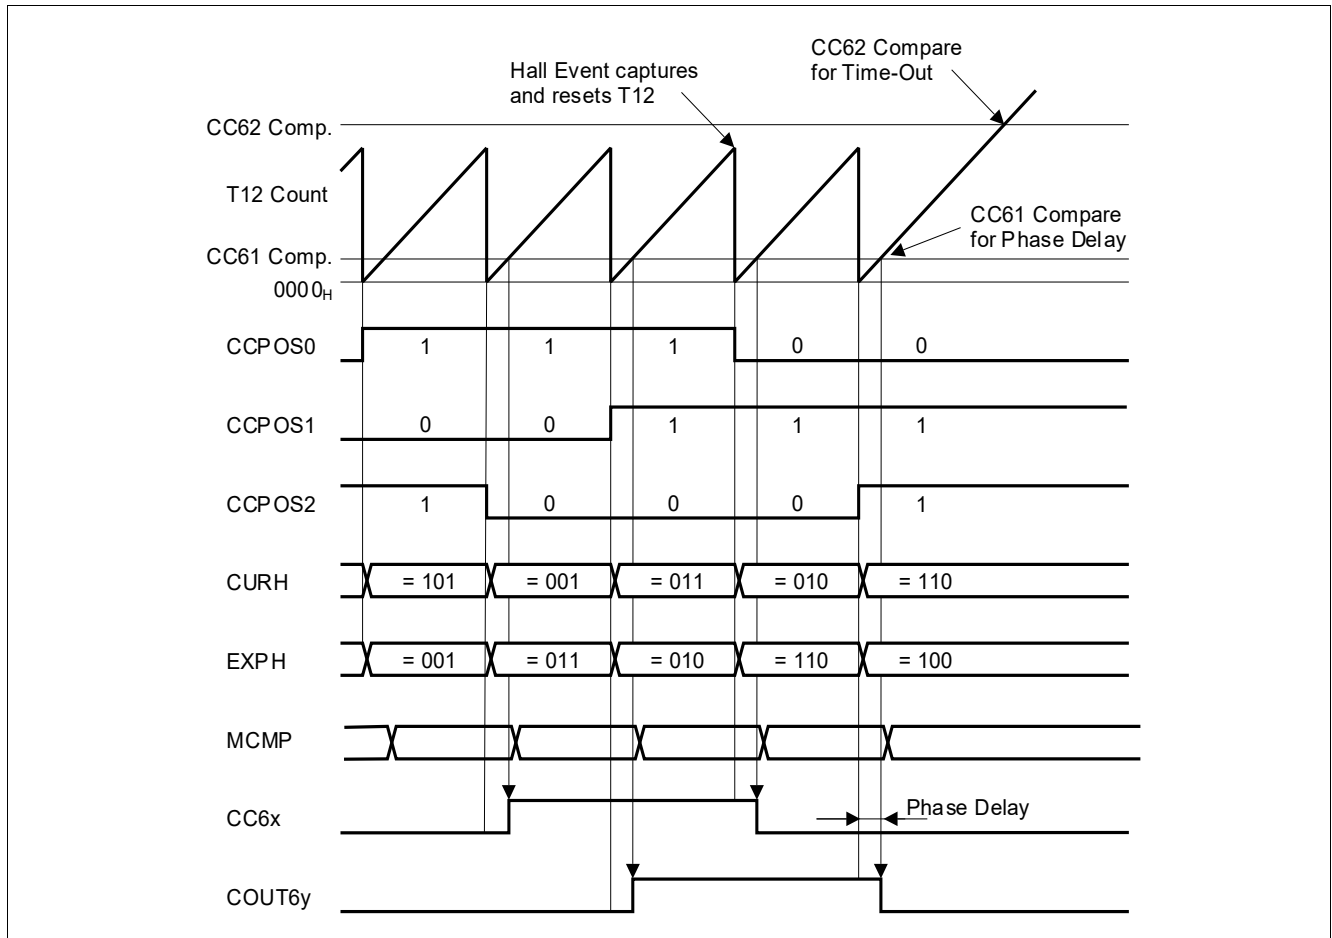 CC62 Compare
for Time-Out
Hall Event captures
and resets T12
CC62 Comp.
T12 Count
CC61 Compare
for Phase Delay
CC61 Comp.
0000H
CCPOS0 1 1 1 0 0
CCPOS1 0 0 1 1 1
CCPOS2 1 0 0 0 1
CURH = 101 = 001 = 011 = 010 = 110
EXPH = 001 = 011 = 010 = 110 = 100
MCMP
CC6x
Phase Delay
COUT6y